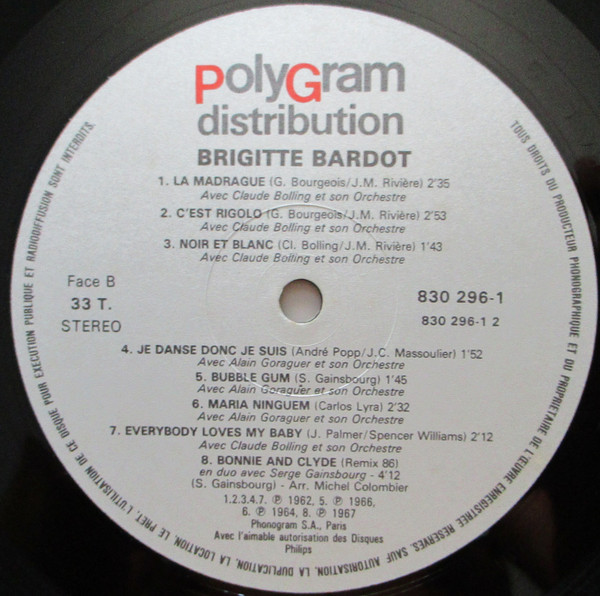 PolyGram
distribution
BRIGITTE BARDOT
1. LA MADRAGUE (G. Bourgeois/J.M. Rivière) 2'35
Avec Claude Bolling et son Orchestre
2. C'EST RIGOLO (G. Bourgeois/J.M. Rivière) 2'53
Avec Claude Bolling et son Orchestre
3. NOIR ET BLANC (Cl. Bolling/J.M. Rivière) 1'43
Avec Claude Bolling et son Orchestre
Face B
33 T.
STEREO
830 296-1
830 296-1 2
4. JE DANSE DONC JE SUIS (André Popp/J.C. Massoulier) 1'52
Avec Alain Goraguer et son Orchestre
5. BUBBLE GUM (S. Gainsbourg) 1'45
Avec Alain Goraguer et son Orchestre
6. MARIA NINGUEM (Carlos Lyra) 2'32
Avec Alain Goraguer et son Orchestre
7. EVERYBODY LOVES MY BABY (J. Palmer/Spencer Williams) 2'12
Avec Claude Bolling et son Orchestre
8. BONNIE AND CLYDE (Remix 86)
en duo avec Serge Gainsbourg - 4'12
(S. Gainsbourg) - Arr. Michel Colombier
1.2.3.4.7. ℗ 1962, 5. ℗ 1966,
6. ℗ 1964, 8. ℗ 1967
Phonogram S.A., Paris
Avec l'aimable autorisation des Disques
Philips
TOUS DROITS DU PRODUCTEUR PHONOGRAPHIQUE ET DU PROPRIETAIRE DE L'ŒUVRE ENREGISTREE RESERVES. SAUF AUTORISATION, LA DUPLICATION, LA LOCATION, LE PRET, L'UTILISATION DE CE DISQUE POUR EXECUTION PUBLIQUE ET RADIODIFFUSION SONT INTERDITS.